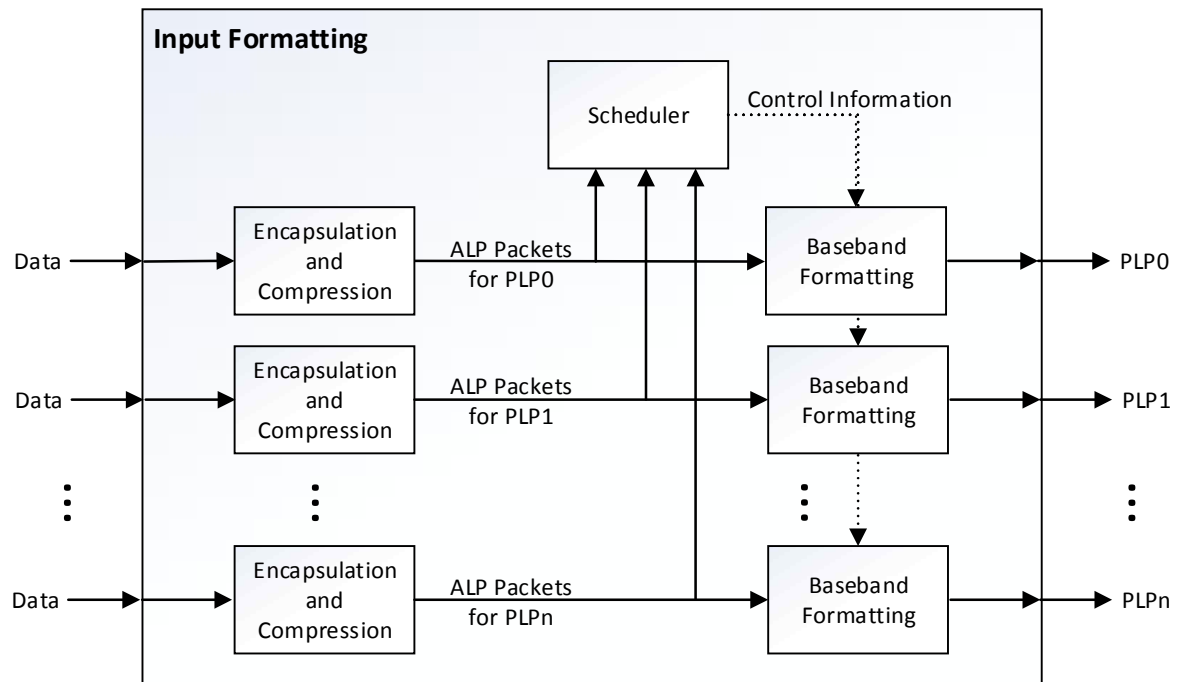 Input Formatting
Scheduler
Control Information
Data
Encapsulation
and
Compression
ALP Packets
for PLP0
Baseband
Formatting
PLP0
Data
Encapsulation
and
Compression
ALP Packets
for PLP1
Baseband
Formatting
PLP1
Data
Encapsulation
and
Compression
ALP Packets
for PLPn
Baseband
Formatting
PLPn